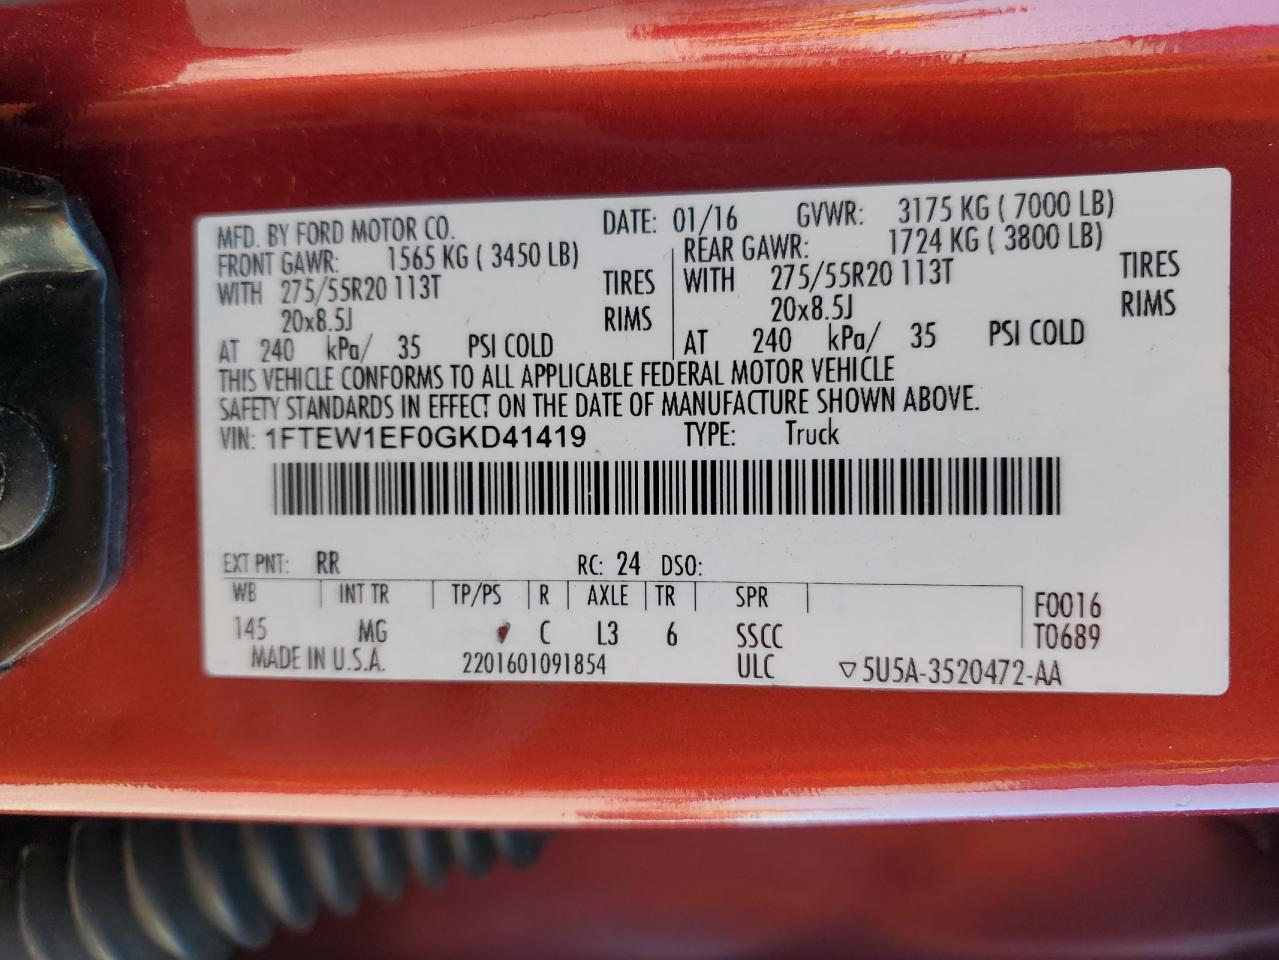 MFD. BY FORD MOTOR CO. DATE: 01/16 GVWR: 3175 KG ( 7000 LB)
FRONT GAWR: 1565 KG ( 3450 LB) REAR GAWR: 1724 KG ( 3800 LB)
WITH 275/55R20 113T TIRES WITH 275/55R20 113T TIRES
20x8.5J RIMS 20x8.5J RIMS
AT 240 kPa/ 35 PSI COLD AT 240 kPa/ 35 PSI COLD
THIS VEHICLE CONFORMS TO ALL APPLICABLE FEDERAL MOTOR VEHICLE
SAFETY STANDARDS IN EFFECT ON THE DATE OF MANUFACTURE SHOWN ABOVE.
VIN: 1FTEW1EF0GKD41419 TYPE: Truck
EXT PNT: RR RC: 24 DSO:
WB INT TR TP/PS R AXLE TR SPR F0016
145 MG C L3 6 SSCC T0689
MADE IN U.S.A. 2201601091854 ULC ▽5U5A-3520472-AA